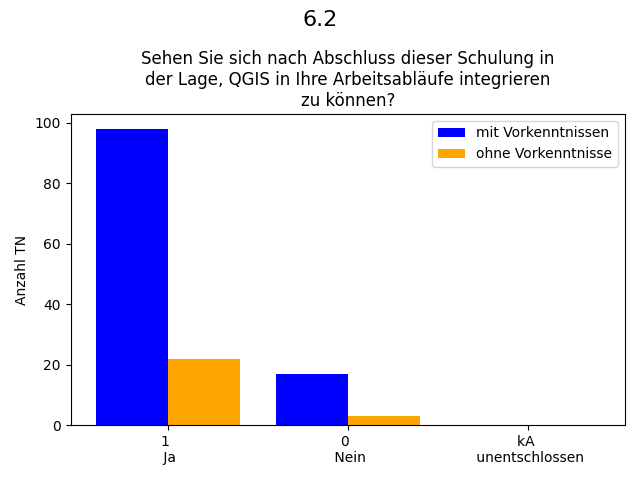 6.2
Sehen Sie sich nach Abschluss dieser Schulung in
der Lage, QGIS in Ihre Arbeitsabläufe integrieren
zu können?
mit Vorkenntnissen
ohne Vorkenntnisse
Anzahl TN
100
80
60
40
20
0
1 0 kA
Ja Nein unentschlossen